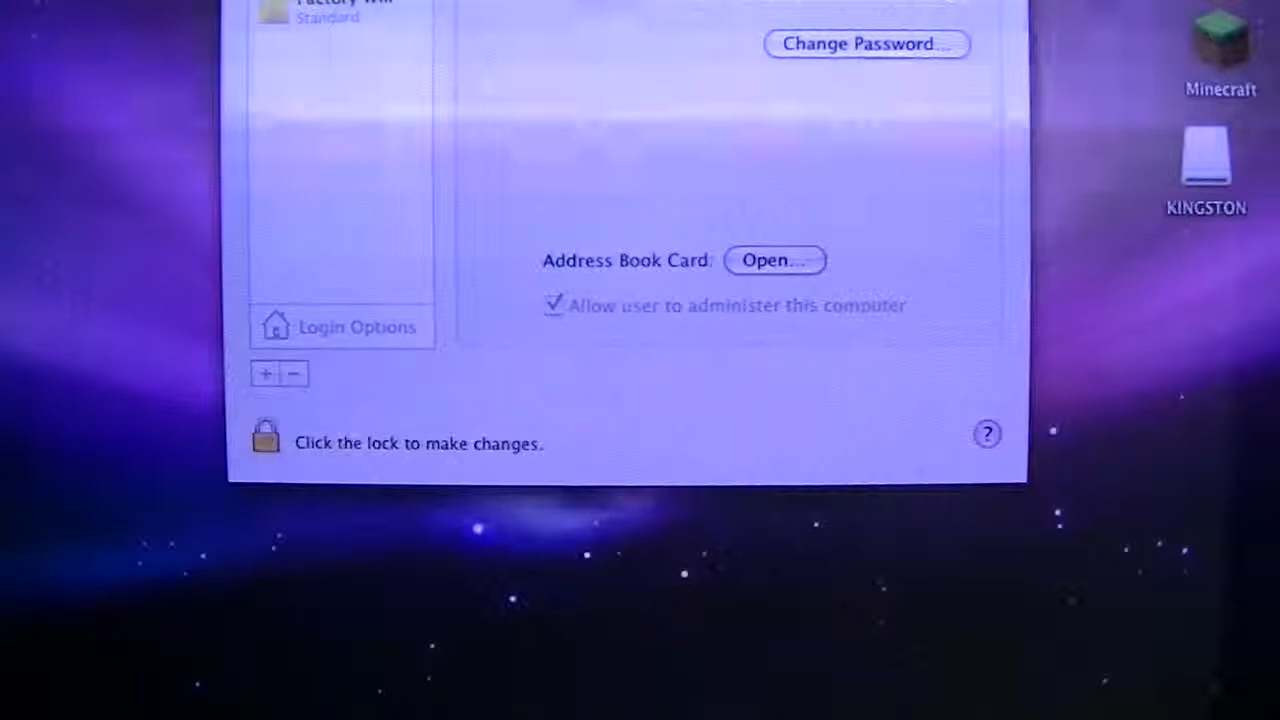 Factory Will
Standard
Change Password...
Minecraft
KINGSTON
Address Book Card: Open...
Allow user to administer this computer
Login Options
+ −
Click the lock to make changes.
?